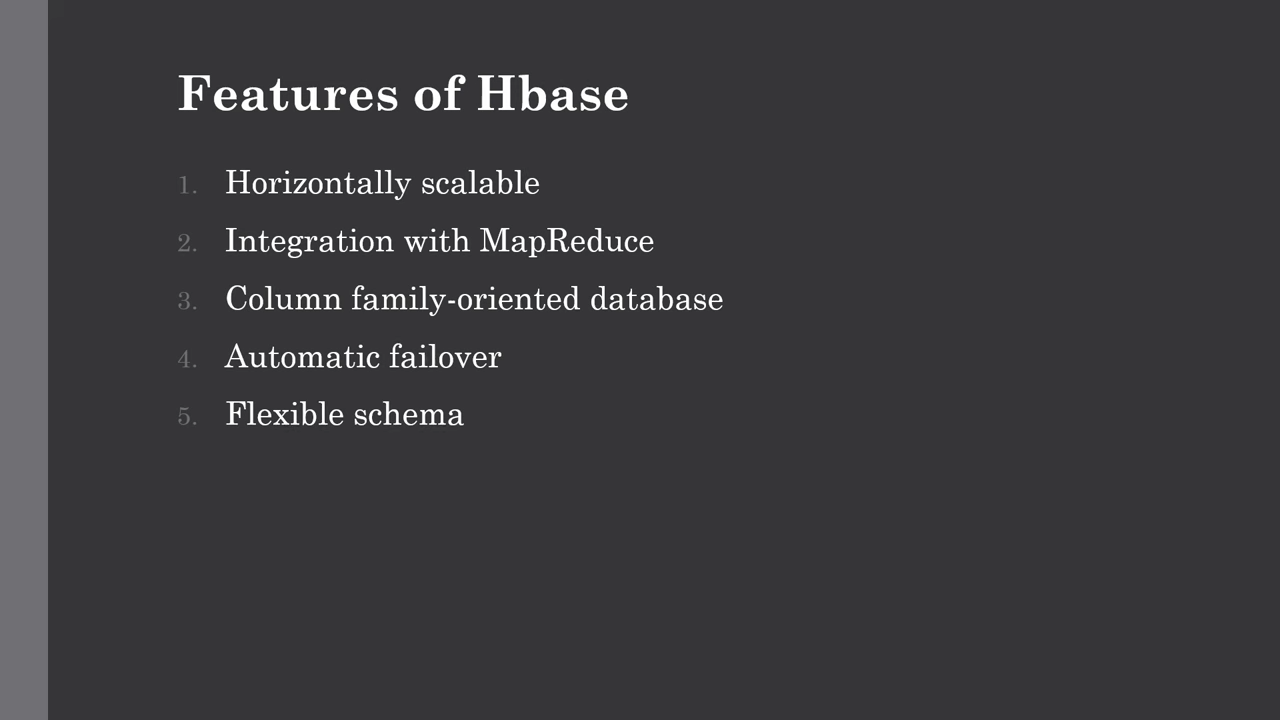 Features of Hbase
1. Horizontally scalable
2. Integration with MapReduce
3. Column family-oriented database
4. Automatic failover
5. Flexible schema